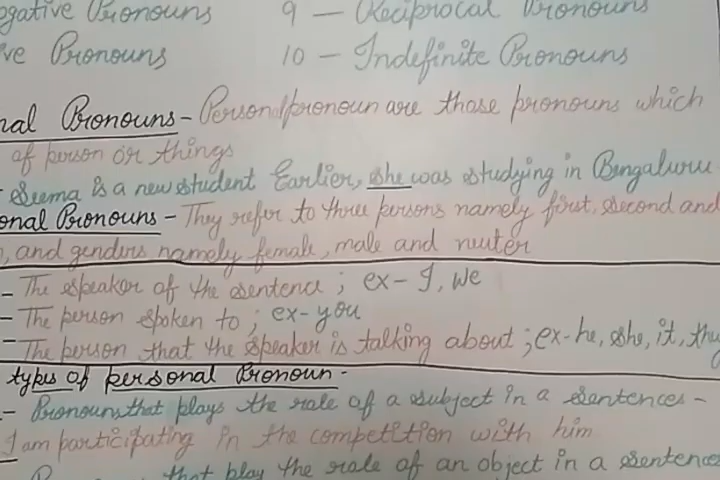 ogative Pronouns 9 – Reciprocal Pronouns
ve Pronouns 10 – Indefinite Pronouns
nal Pronouns – Personal pronoun are those pronouns which
of person or things
- Seema is a new student Earlier, she was studying in Bengaluru
onal Pronouns – They refer to three persons namely first, second and
, and genders namely female, male and neuter
- The speaker of the sentence ; ex – I, We
- The person spoken to ; ex – you
- The person that the speaker is talking about ; ex – he, she, it, they
types of personal Pronoun -
- Pronouns that plays the role of a subject in a sentences –
I am participating in the competition with him
that play the role of an object in a sentence